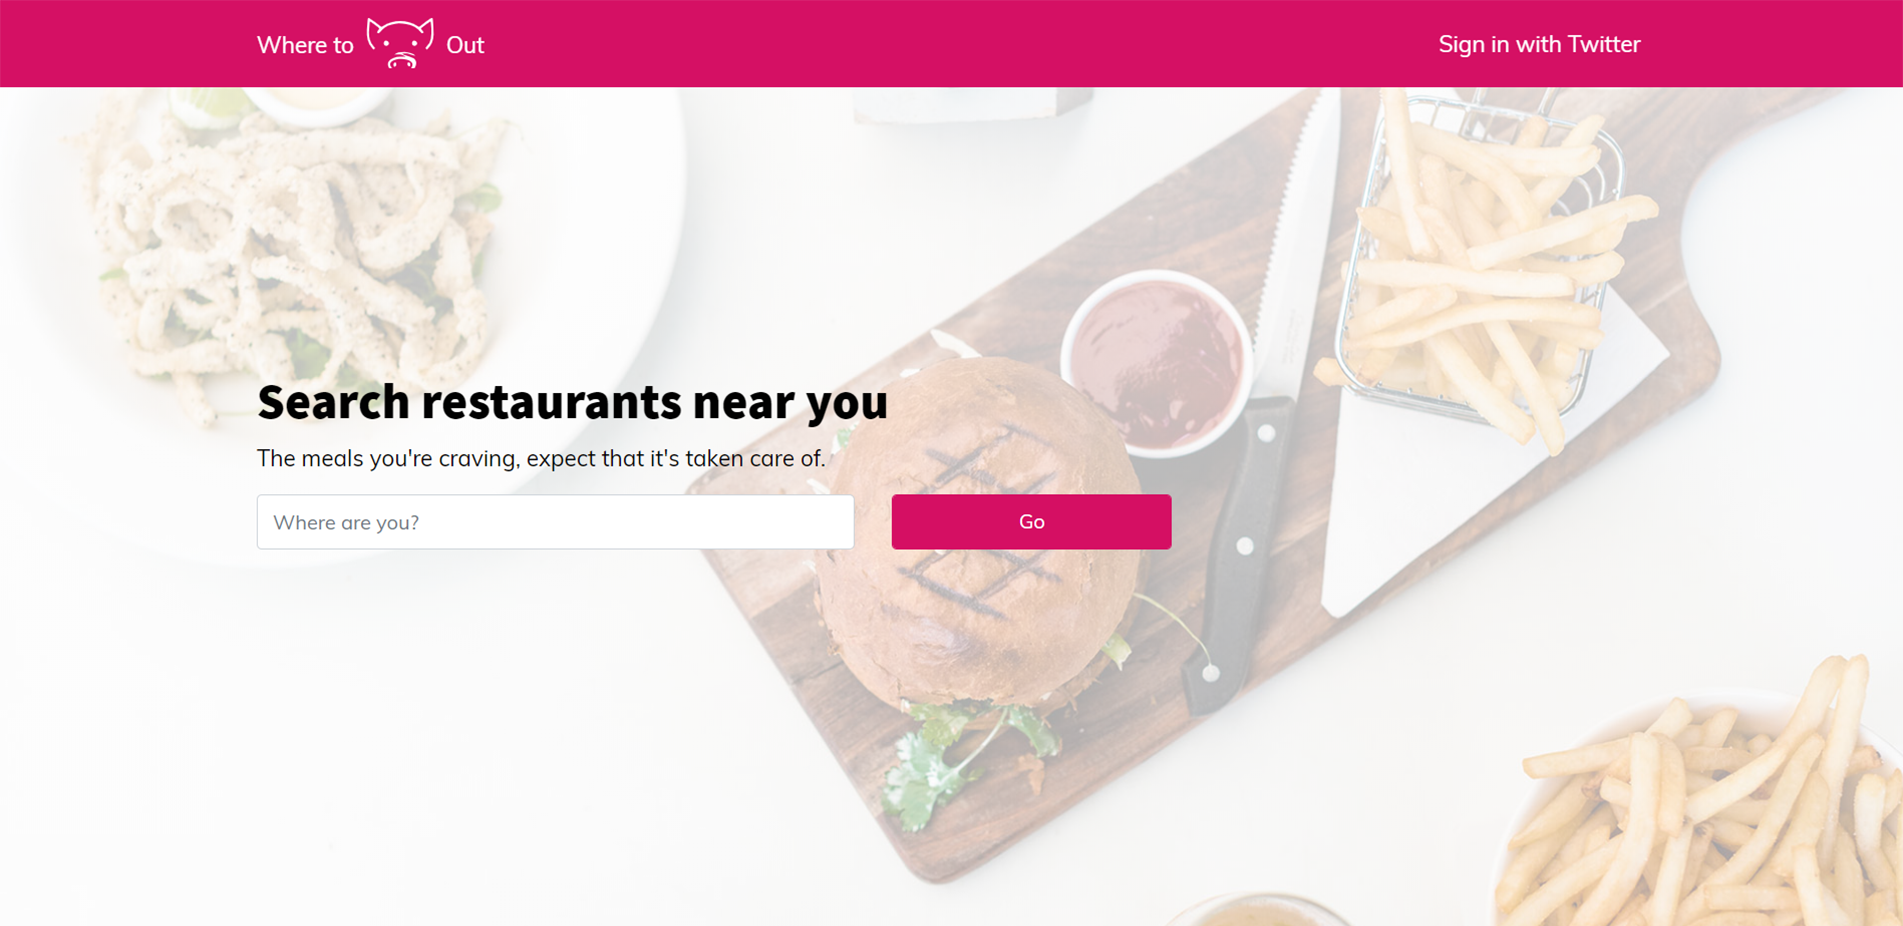 Where to Out
Sign in with Twitter
Search restaurants near you
The meals you're craving, expect that it's taken care of.
Where are you?
Go